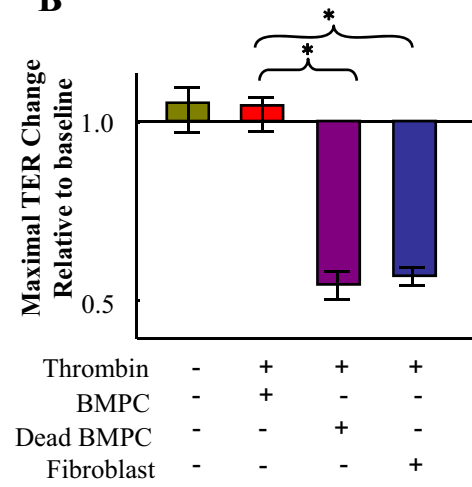 B
*
*
Maximal TER Change
Relative to baseline
1.0
0.5
Thrombin - + + +
BMPC - + - -
Dead BMPC - - + -
Fibroblast - - - +